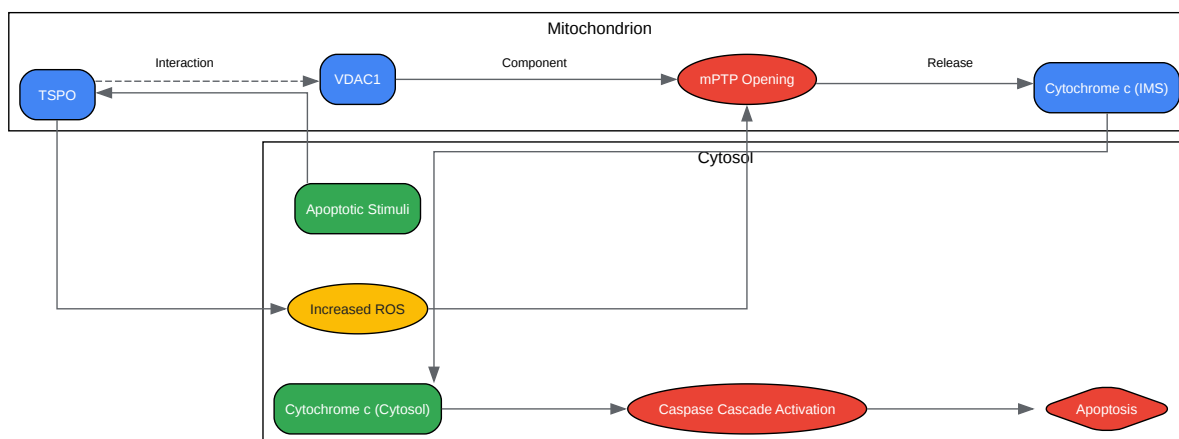 Mitochondrion
Interaction
Component
Release
TSPO
VDAC1
mPTP Opening
Cytochrome c (IMS)
Cytosol
Apoptotic Stimuli
Increased ROS
Cytochrome c (Cytosol)
Caspase Cascade Activation
Apoptosis